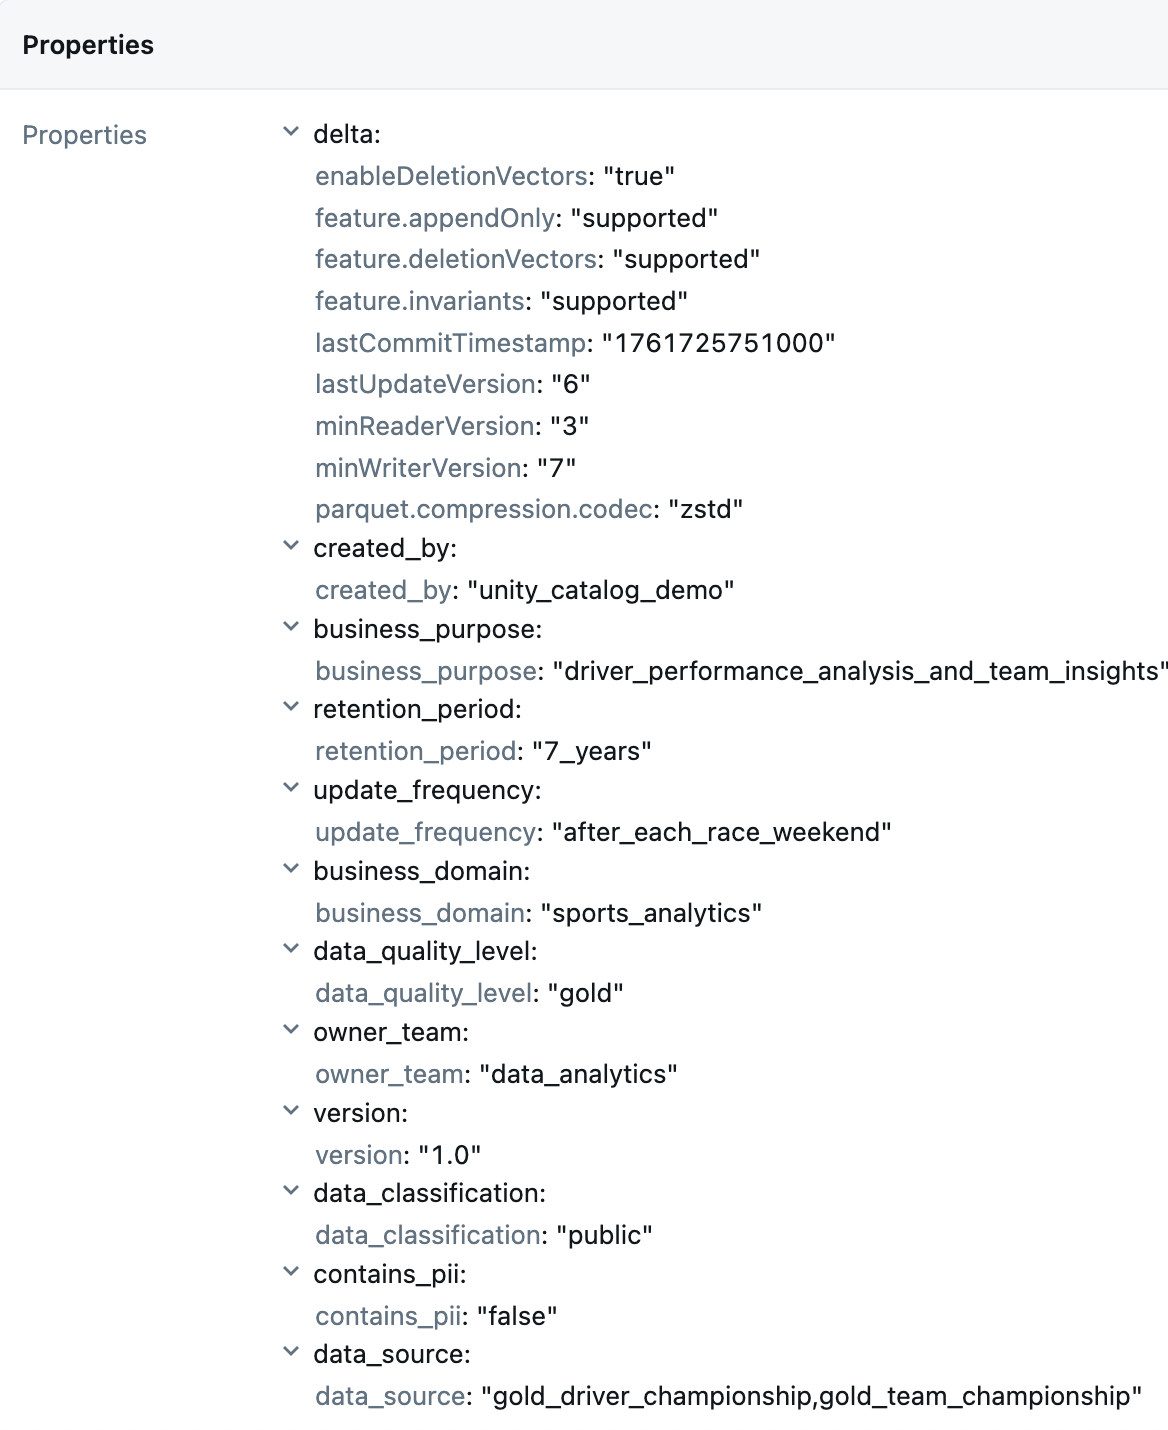 Properties
Properties
delta:
enableDeletionVectors: "true"
feature.appendOnly: "supported"
feature.deletionVectors: "supported"
feature.invariants: "supported"
lastCommitTimestamp: "1761725751000"
lastUpdateVersion: "6"
minReaderVersion: "3"
minWriterVersion: "7"
parquet.compression.codec: "zstd"
created_by:
created_by: "unity_catalog_demo"
business_purpose:
business_purpose: "driver_performance_analysis_and_team_insights"
retention_period:
retention_period: "7_years"
update_frequency:
update_frequency: "after_each_race_weekend"
business_domain:
business_domain: "sports_analytics"
data_quality_level:
data_quality_level: "gold"
owner_team:
owner_team: "data_analytics"
version:
version: "1.0"
data_classification:
data_classification: "public"
contains_pii:
contains_pii: "false"
data_source:
data_source: "gold_driver_championship,gold_team_championship"